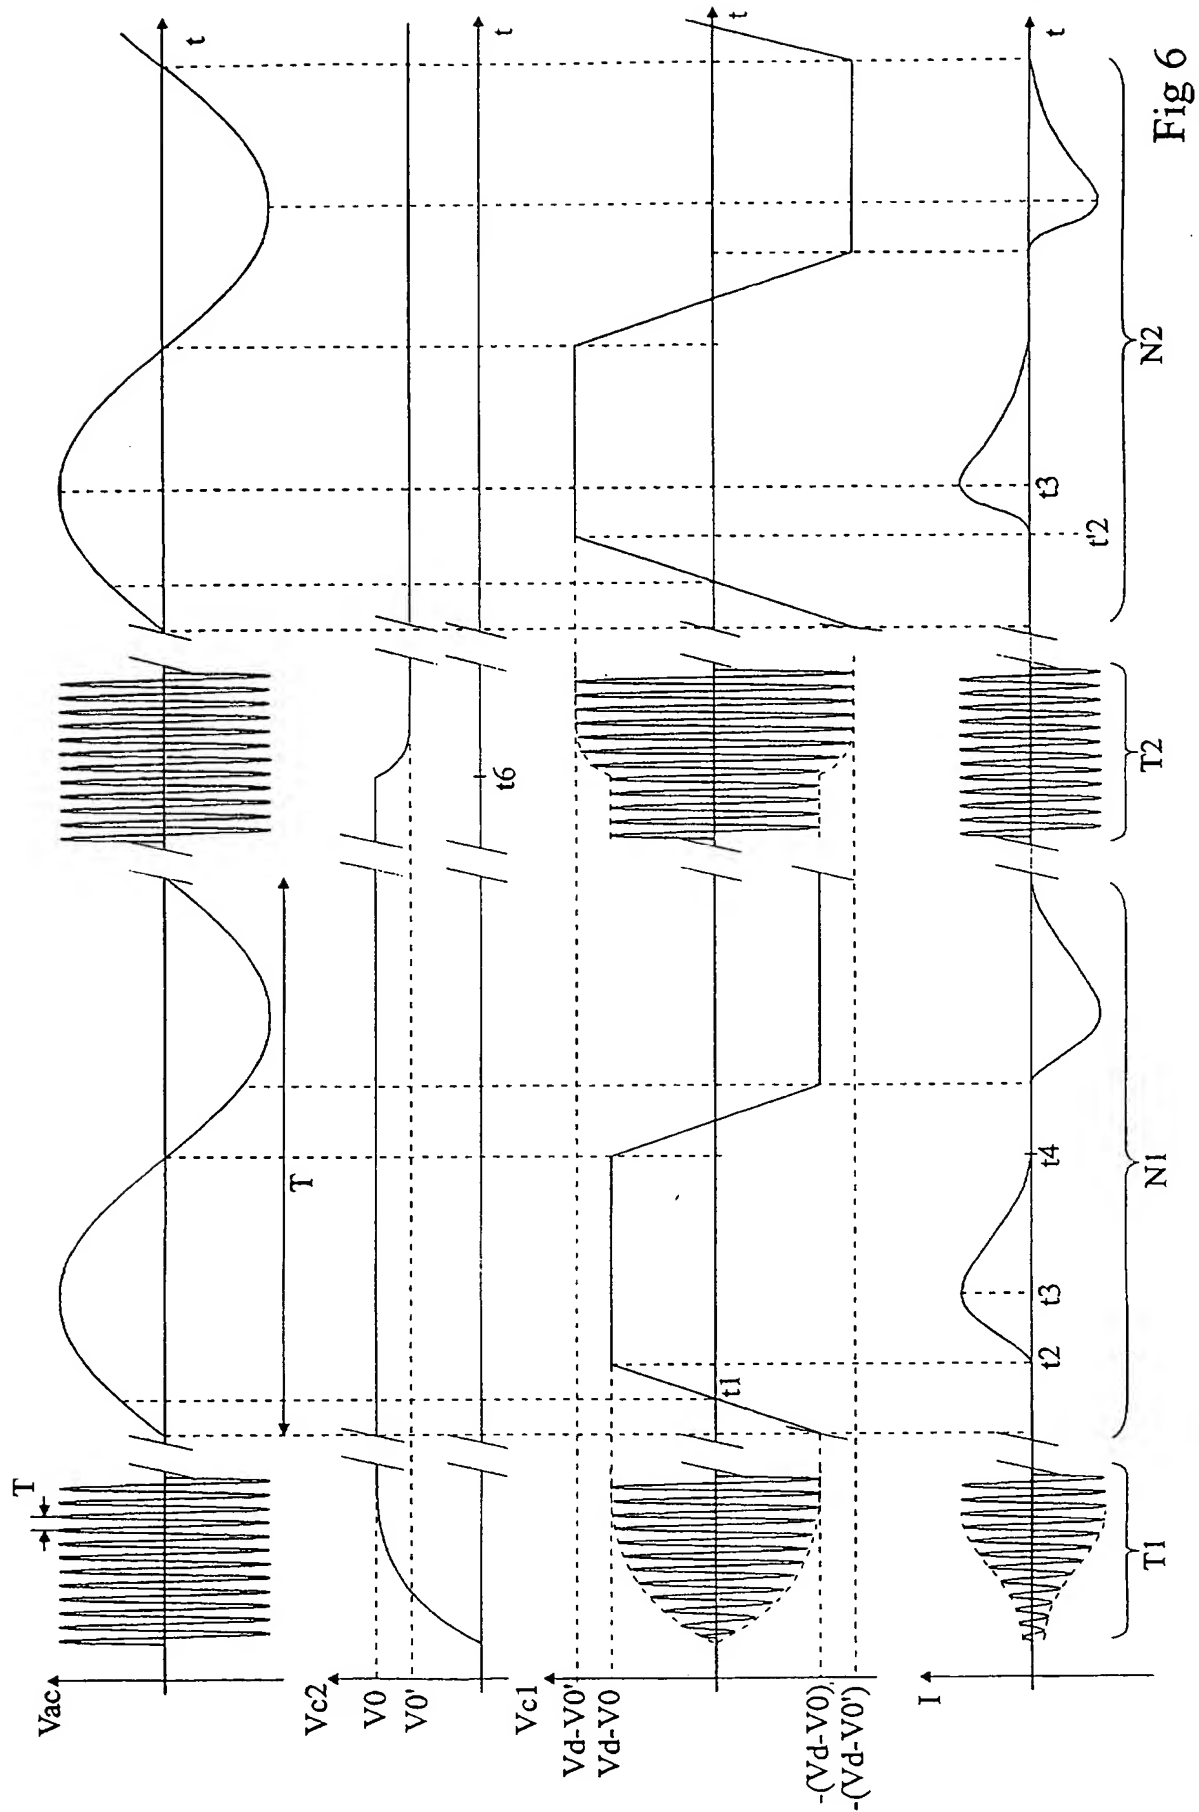 Vac
T
T
t
Vc2
V0
V0'
t6
t
Vc1
Vd-V0'
Vd-V0
-(Vd-V0)
-(Vd-V0')
t1
t
I
t2
t3
t4
t3
t'2
t
T1
N1
T2
N2
Fig 6